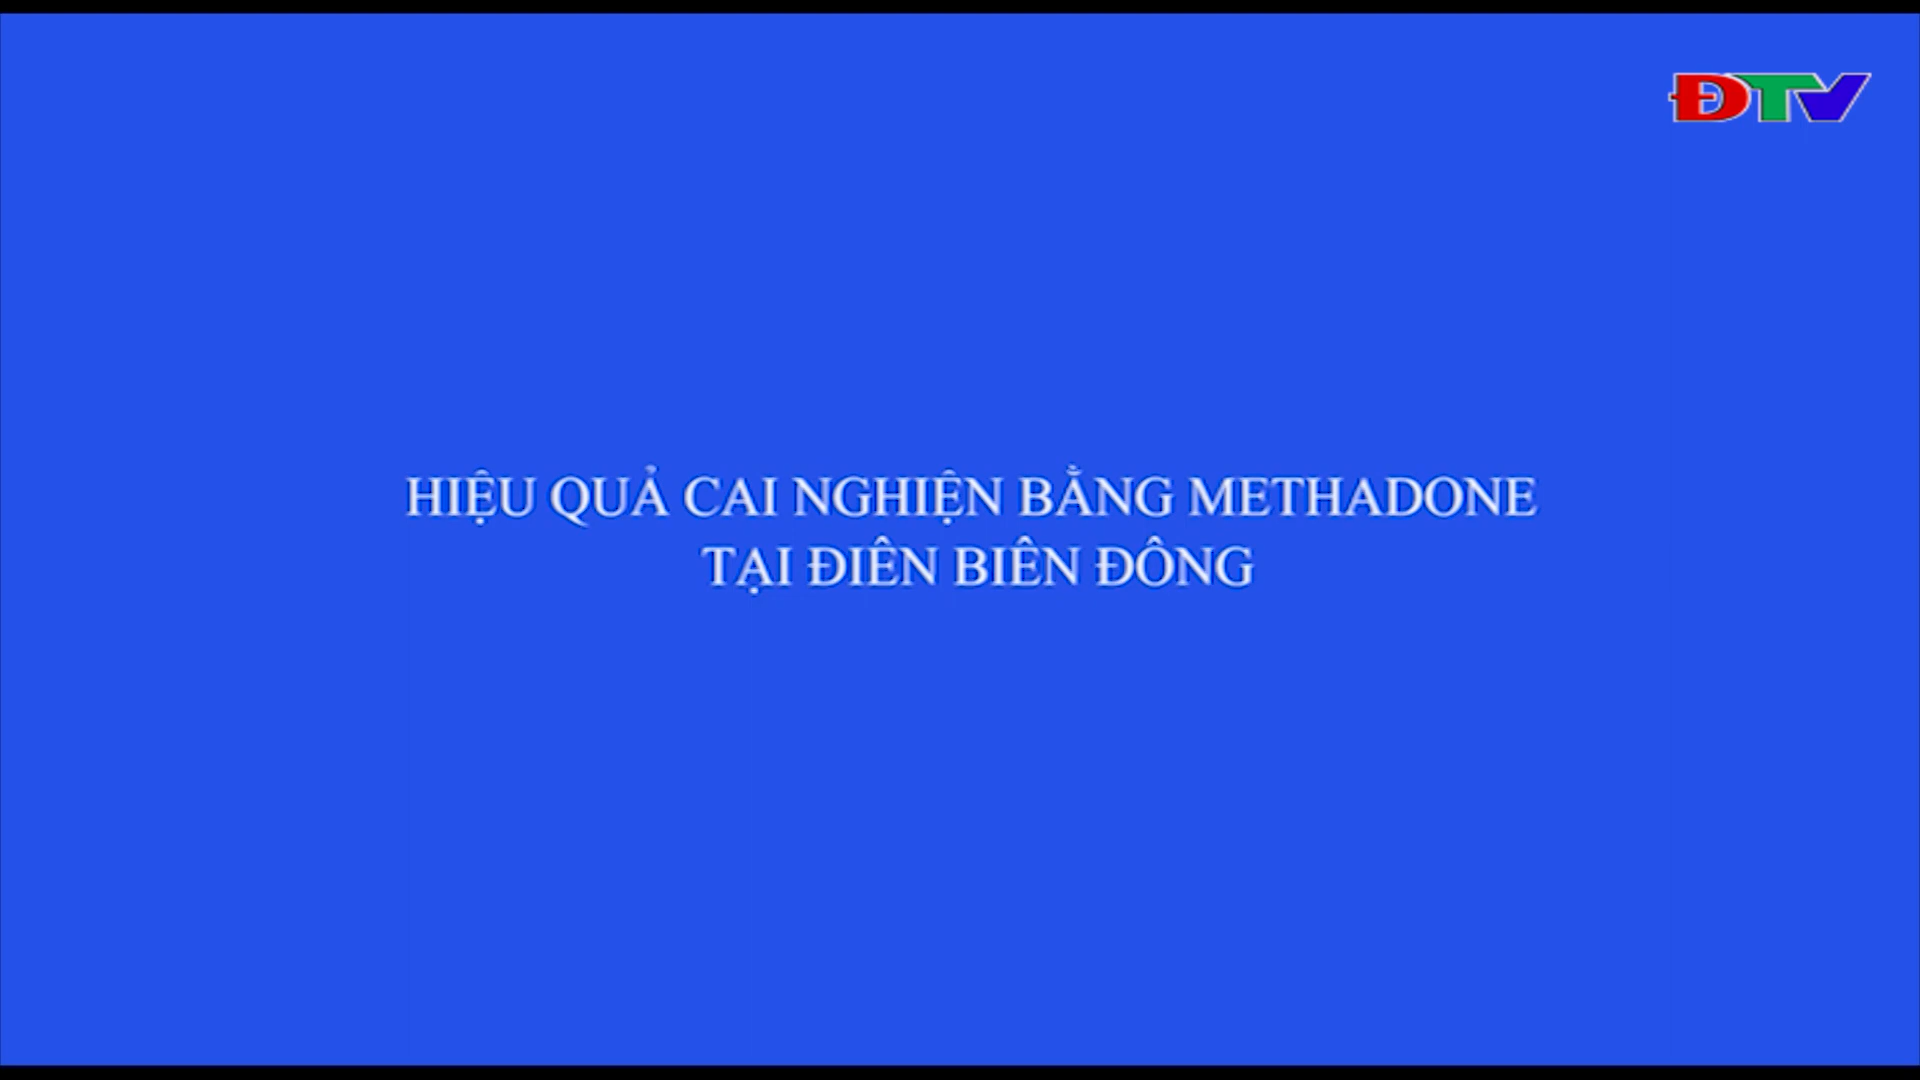 ĐTV
HIỆU QUẢ CAI NGHIỆN BẰNG METHADONE
TẠI ĐIÊN BIÊN ĐÔNG